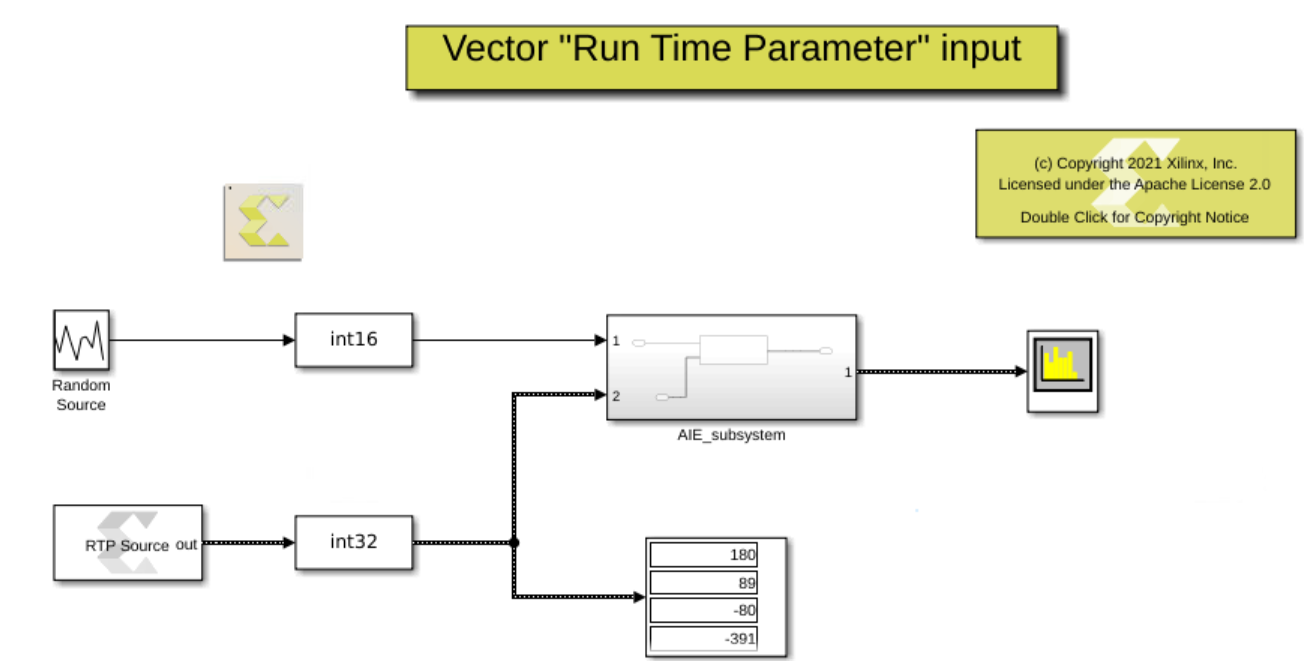 Vector "Run Time Parameter" input
(c) Copyright 2021 Xilinx, Inc.
Licensed under the Apache License 2.0
Double Click for Copyright Notice
Random
Source
int16
1
2
1
AIE_subsystem
RTP Source out
int32
180
89
-80
-391